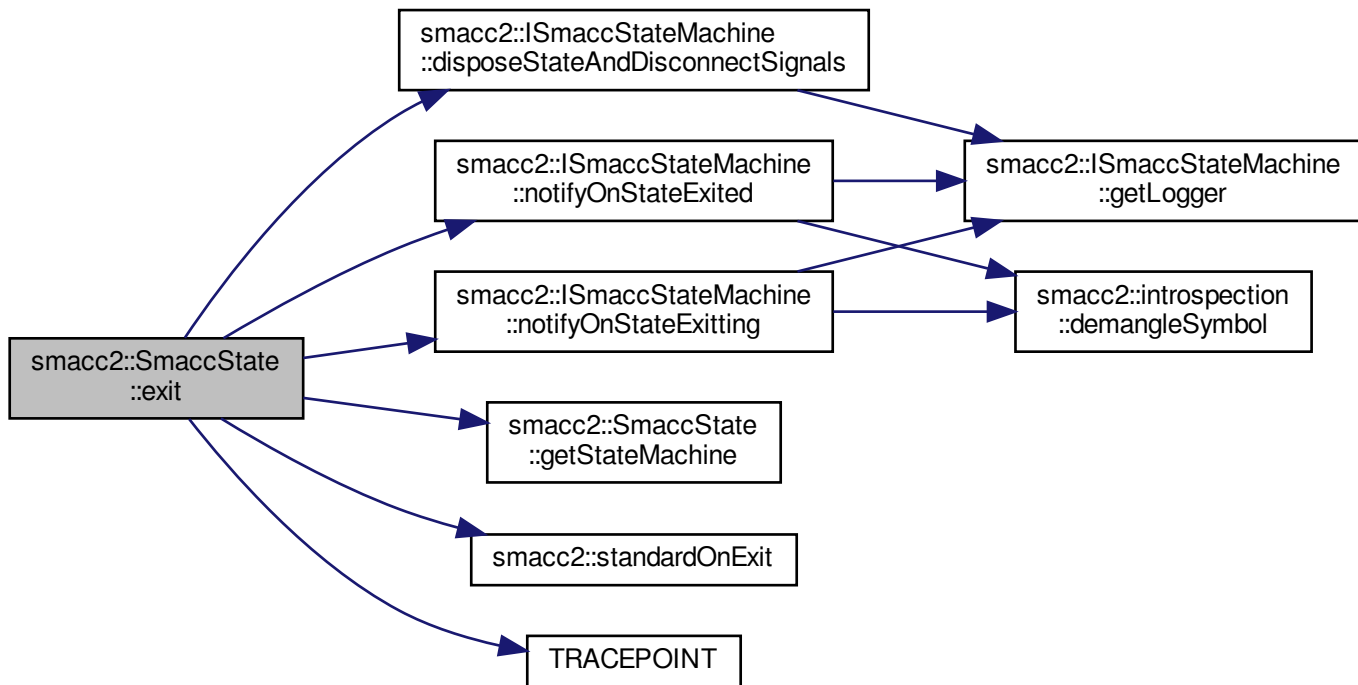 smacc2::ISmaccStateMachine
::disposeStateAndDisconnectSignals
smacc2::ISmaccStateMachine
::notifyOnStateExited
smacc2::ISmaccStateMachine
::getLogger
smacc2::ISmaccStateMachine
::notifyOnStateExitting
smacc2::introspection
::demangleSymbol
smacc2::SmaccState
::exit
smacc2::SmaccState
::getStateMachine
smacc2::standardOnExit
TRACEPOINT